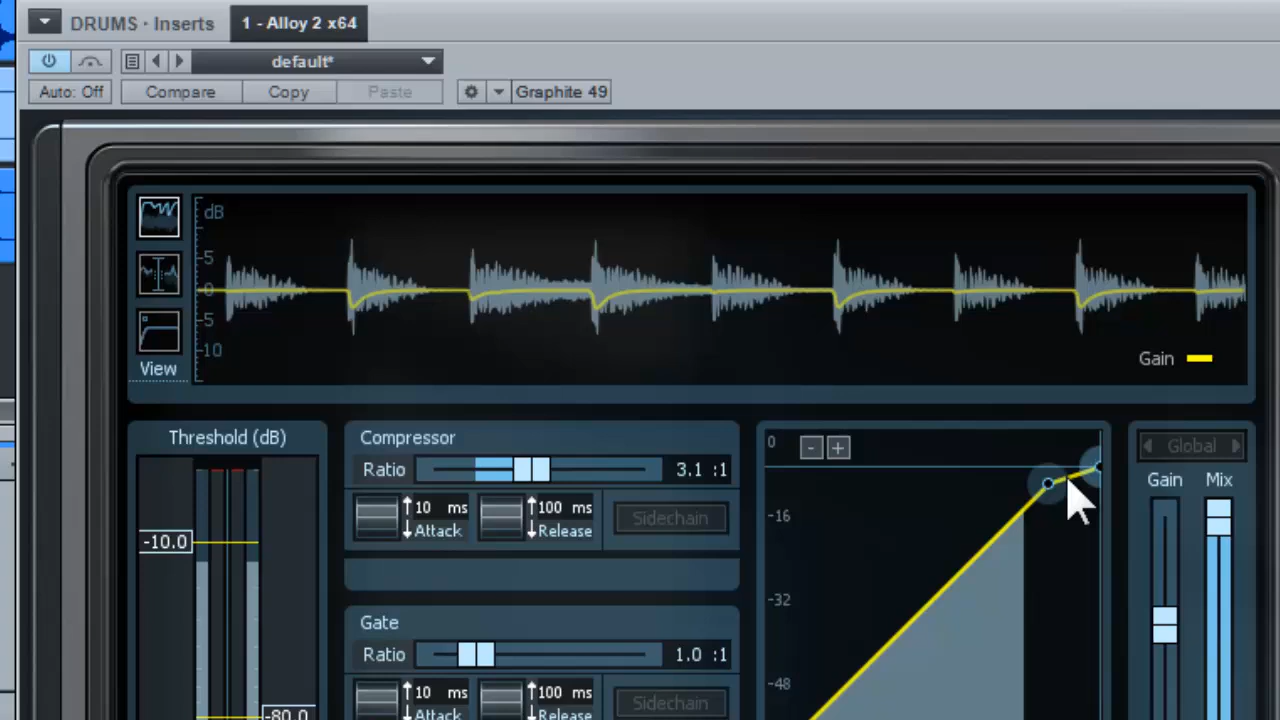 DRUMS · Inserts
1 - Alloy 2 x64
default*
Auto: Off
Compare
Copy
Paste
Graphite 49
dB
5
0
5
10
View
Gain
Threshold (dB)
-10.0
-80.0
Compressor
Ratio
3.1 :1
10 ms
Attack
100 ms
Release
Sidechain
Gate
Ratio
1.0 :1
10 ms
Attack
100 ms
Release
Sidechain
0
- +
-16
-32
-48
Global
Gain
Mix